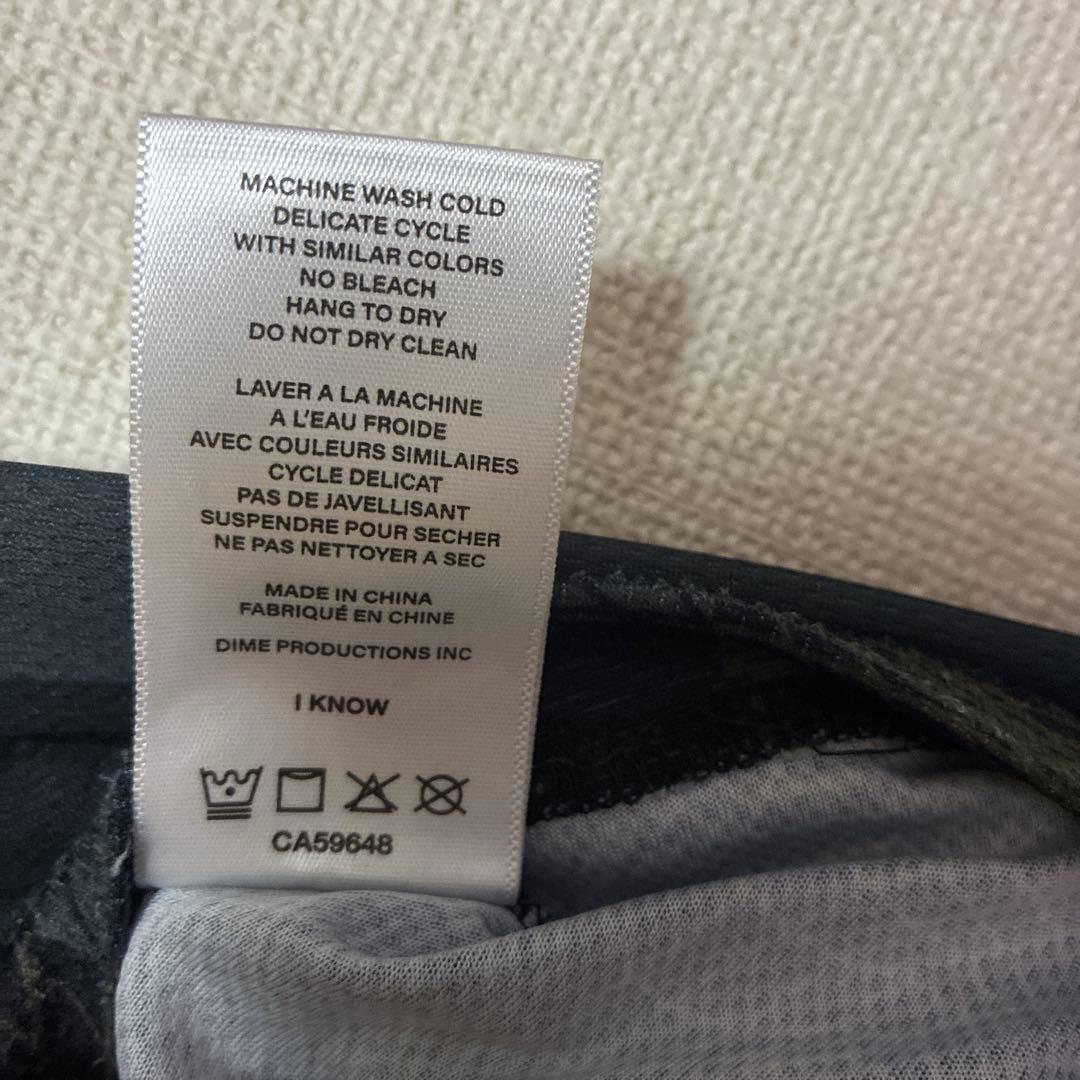 MACHINE WASH COLD
DELICATE CYCLE
WITH SIMILAR COLORS
NO BLEACH
HANG TO DRY
DO NOT DRY CLEAN
LAVER A LA MACHINE
A L'EAU FROIDE
AVEC COULEURS SIMILAIRES
CYCLE DELICAT
PAS DE JAVELLISANT
SUSPENDRE POUR SECHER
NE PAS NETTOYER A SEC
MADE IN CHINA
FABRIQUÉ EN CHINE
DIME PRODUCTIONS INC
I KNOW
CA59648